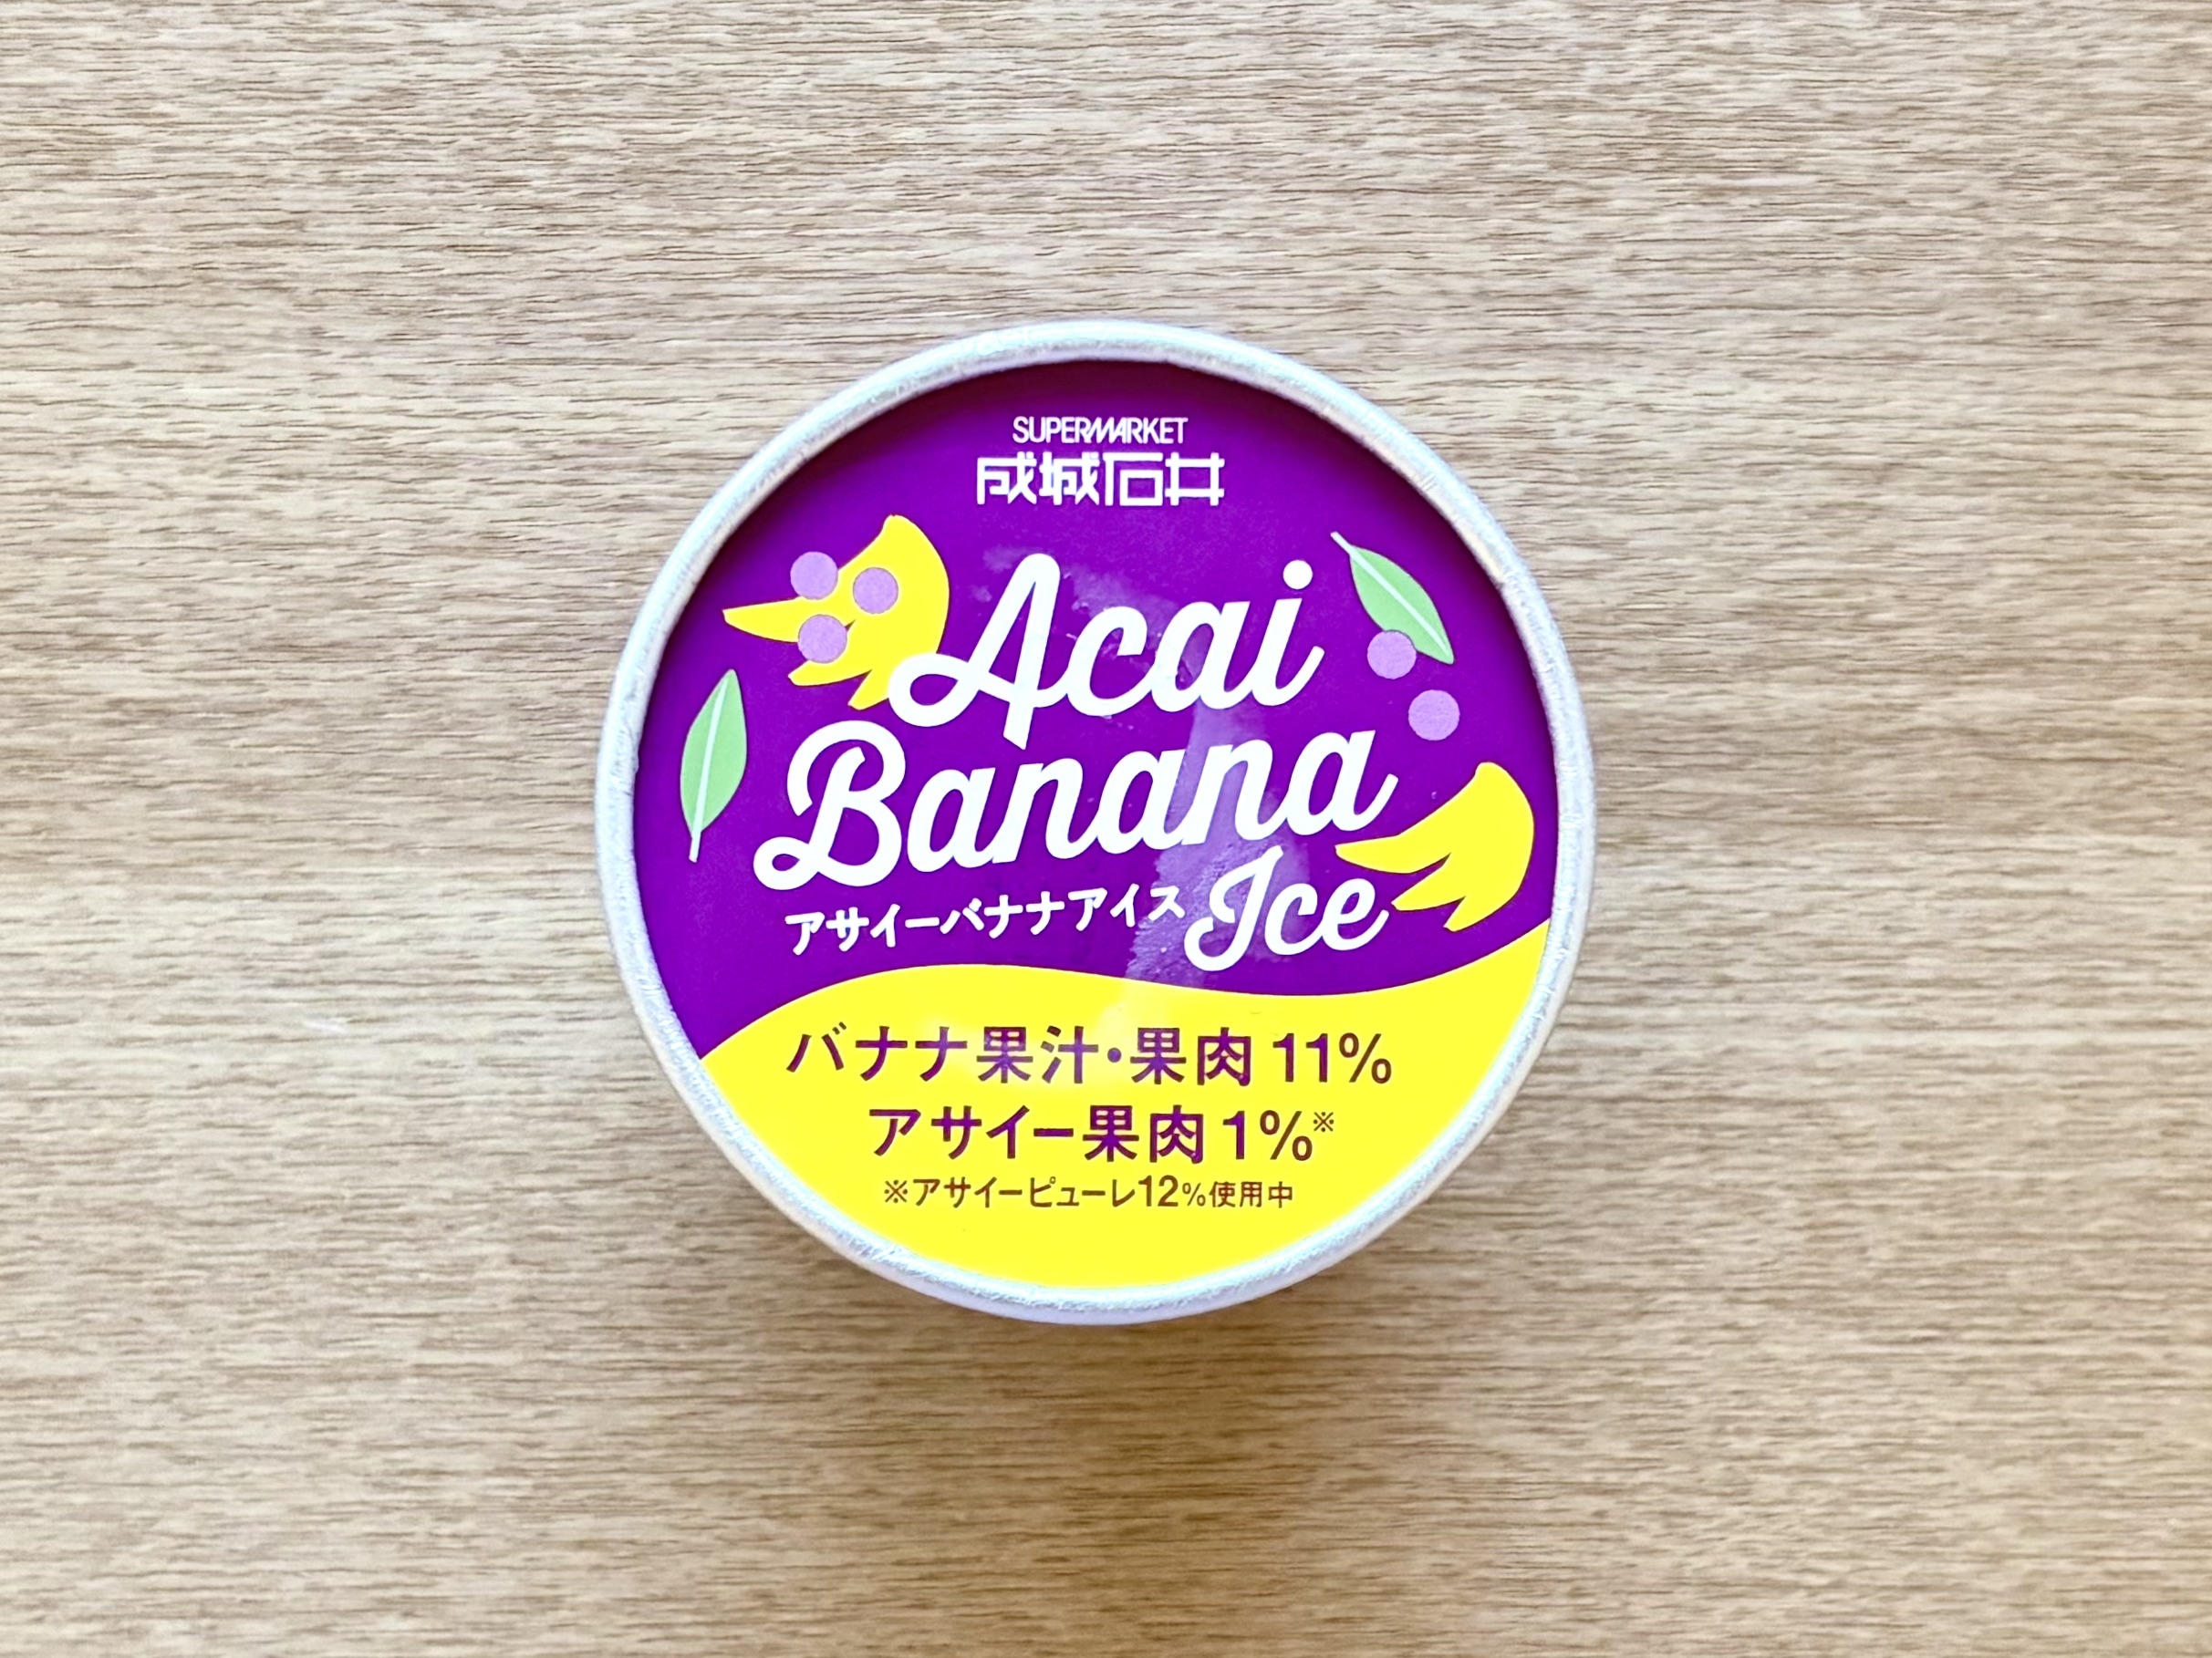 SUPERMARKET
成城石井
Acai
Banana
アサイーバナナアイス Ice
バナナ果汁・果肉 11%
アサイー果肉 1%※
※アサイーピューレ12%使用中